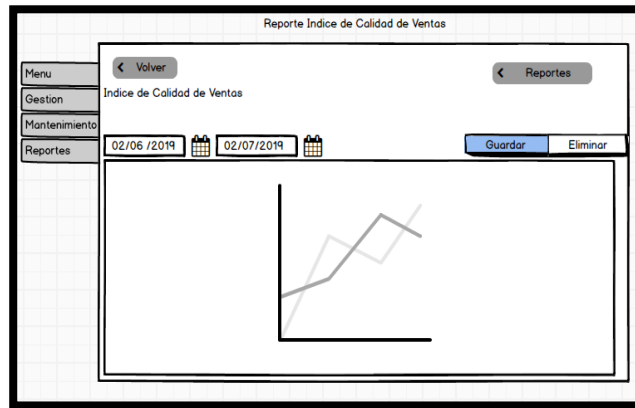 Reporte Indice de Calidad de Ventas
Menu
Gestion
Mantenimiento
Reportes
Volver
Reportes
Indice de Calidad de Ventas
02/06 /2019
02/07/2019
Guardar
Eliminar